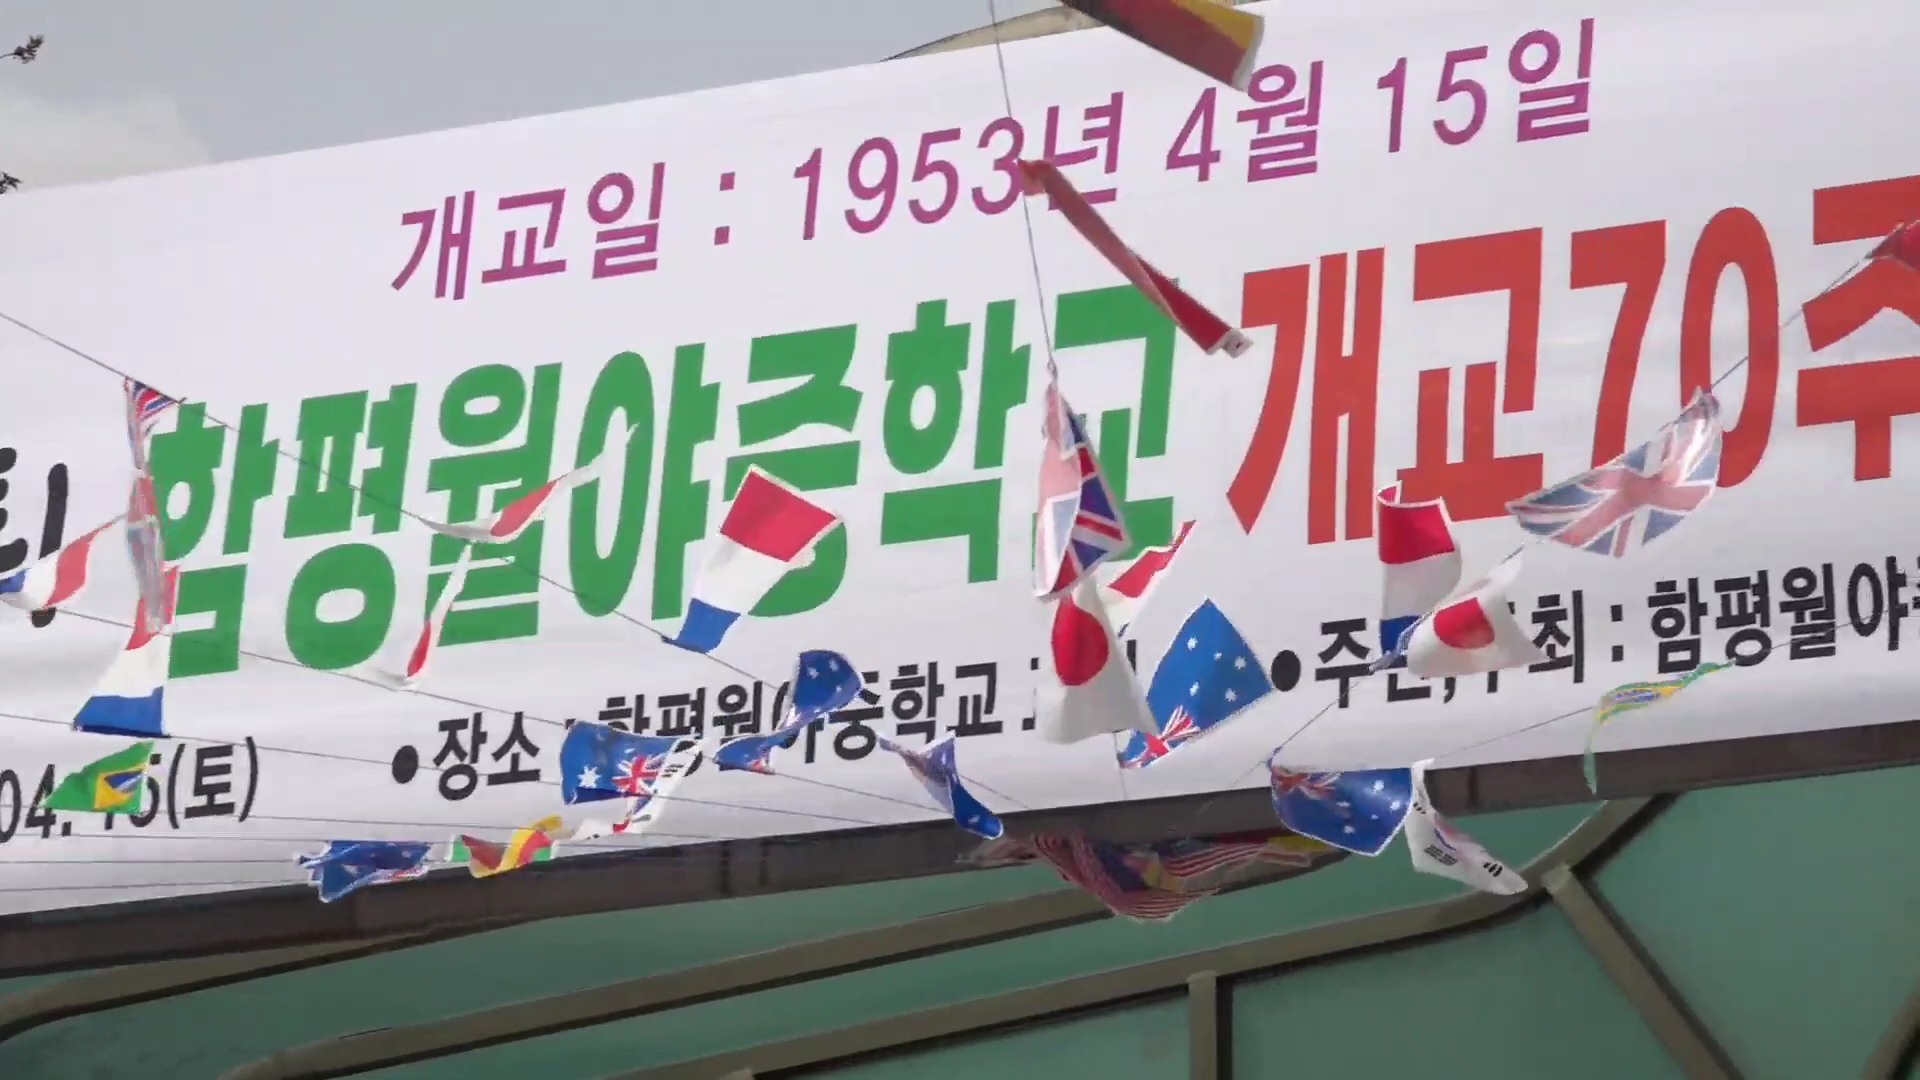 개교일 : 1953년 4월 15일
함평월야중학교 개교70주
●장소 : 함평월야중학교 ●주관,주최 : 함평월야
04. 15(토)